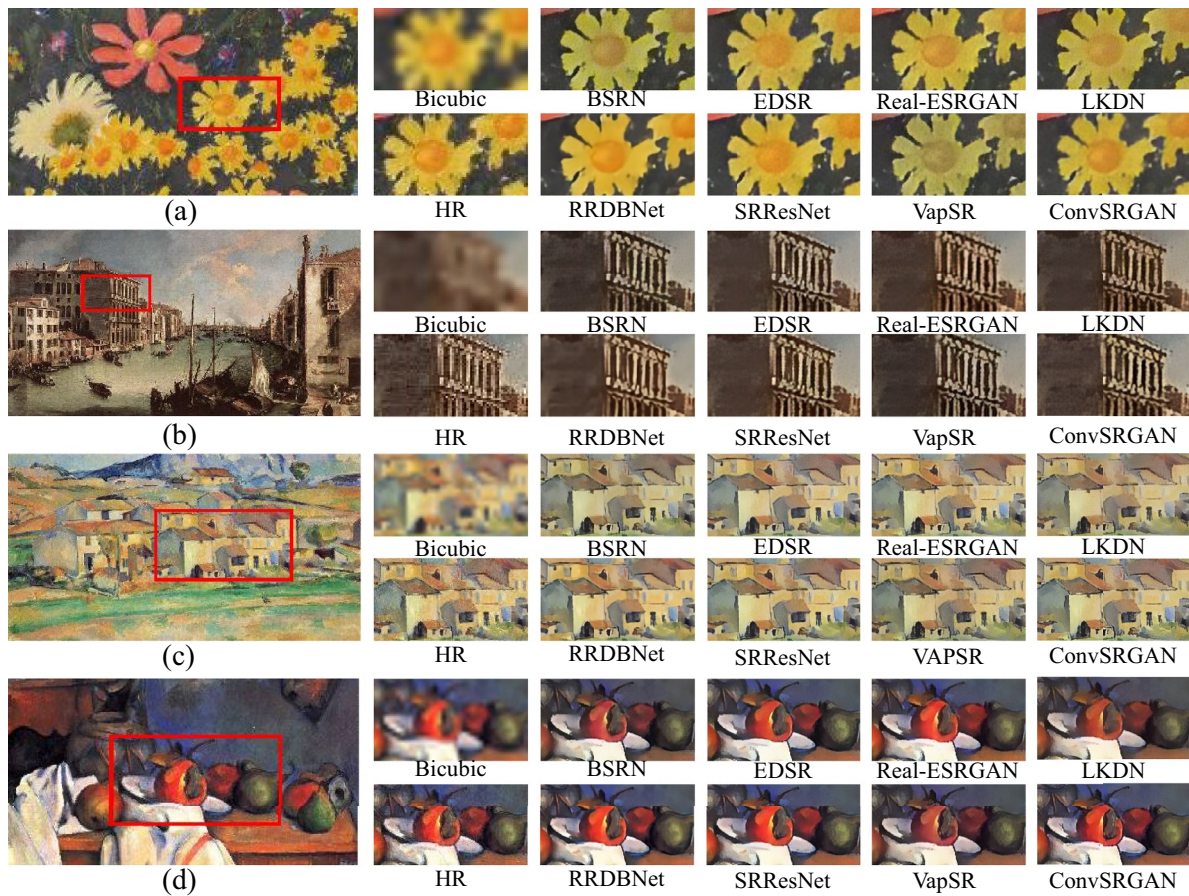 Bicubic BSRN EDSR Real-ESRGAN LKDN
HR RRDBNet SRResNet VapSR ConvSRGAN
(a)
Bicubic BSRN EDSR Real-ESRGAN LKDN
HR RRDBNet SRResNet VapSR ConvSRGAN
(b)
Bicubic BSRN EDSR Real-ESRGAN LKDN
HR RRDBNet SRResNet VAPSR ConvSRGAN
(c)
Bicubic BSRN EDSR Real-ESRGAN LKDN
HR RRDBNet SRResNet VapSR ConvSRGAN
(d)